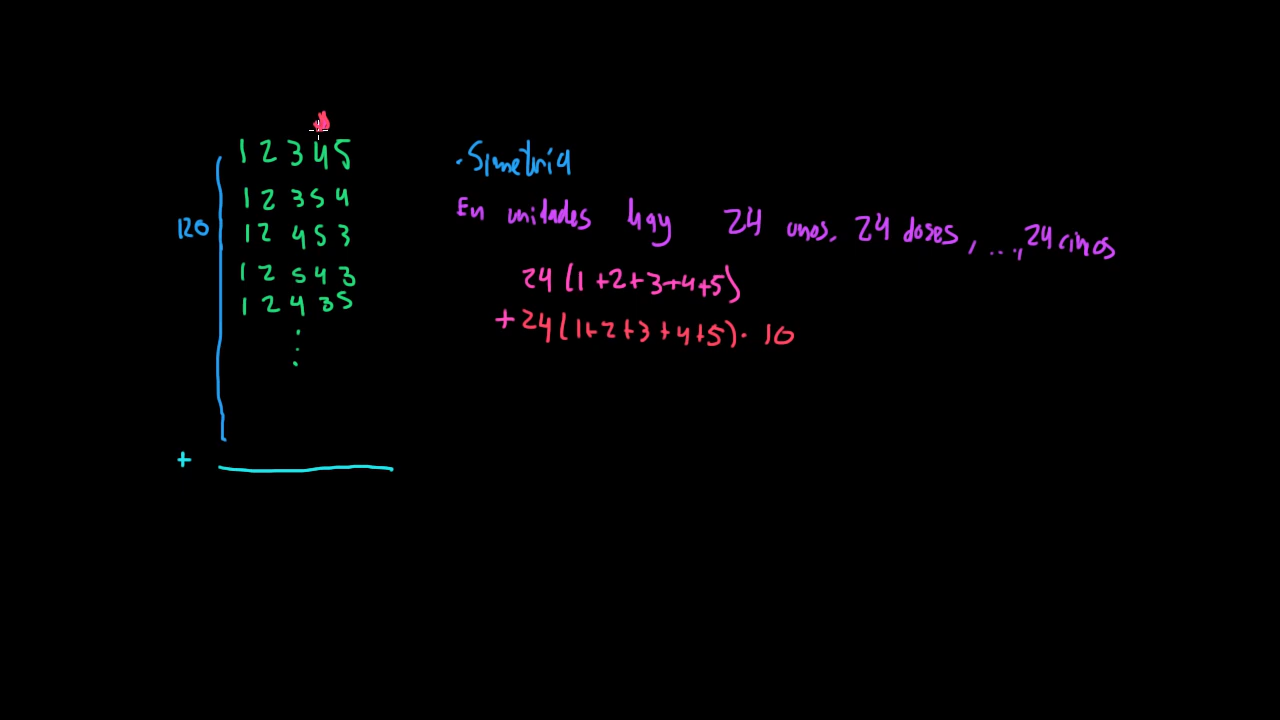 1 2 3 4 5
1 2 3 5 4
1 2 4 5 3
1 2 5 4 3
1 2 4 3 5
⋮
120
+
· Simetría
En unidades hay 24 unos, 24 doses, ..., 24 cincos
24 (1+2+3+4+5)
+ 24 (1+2+3+4+5) · 10